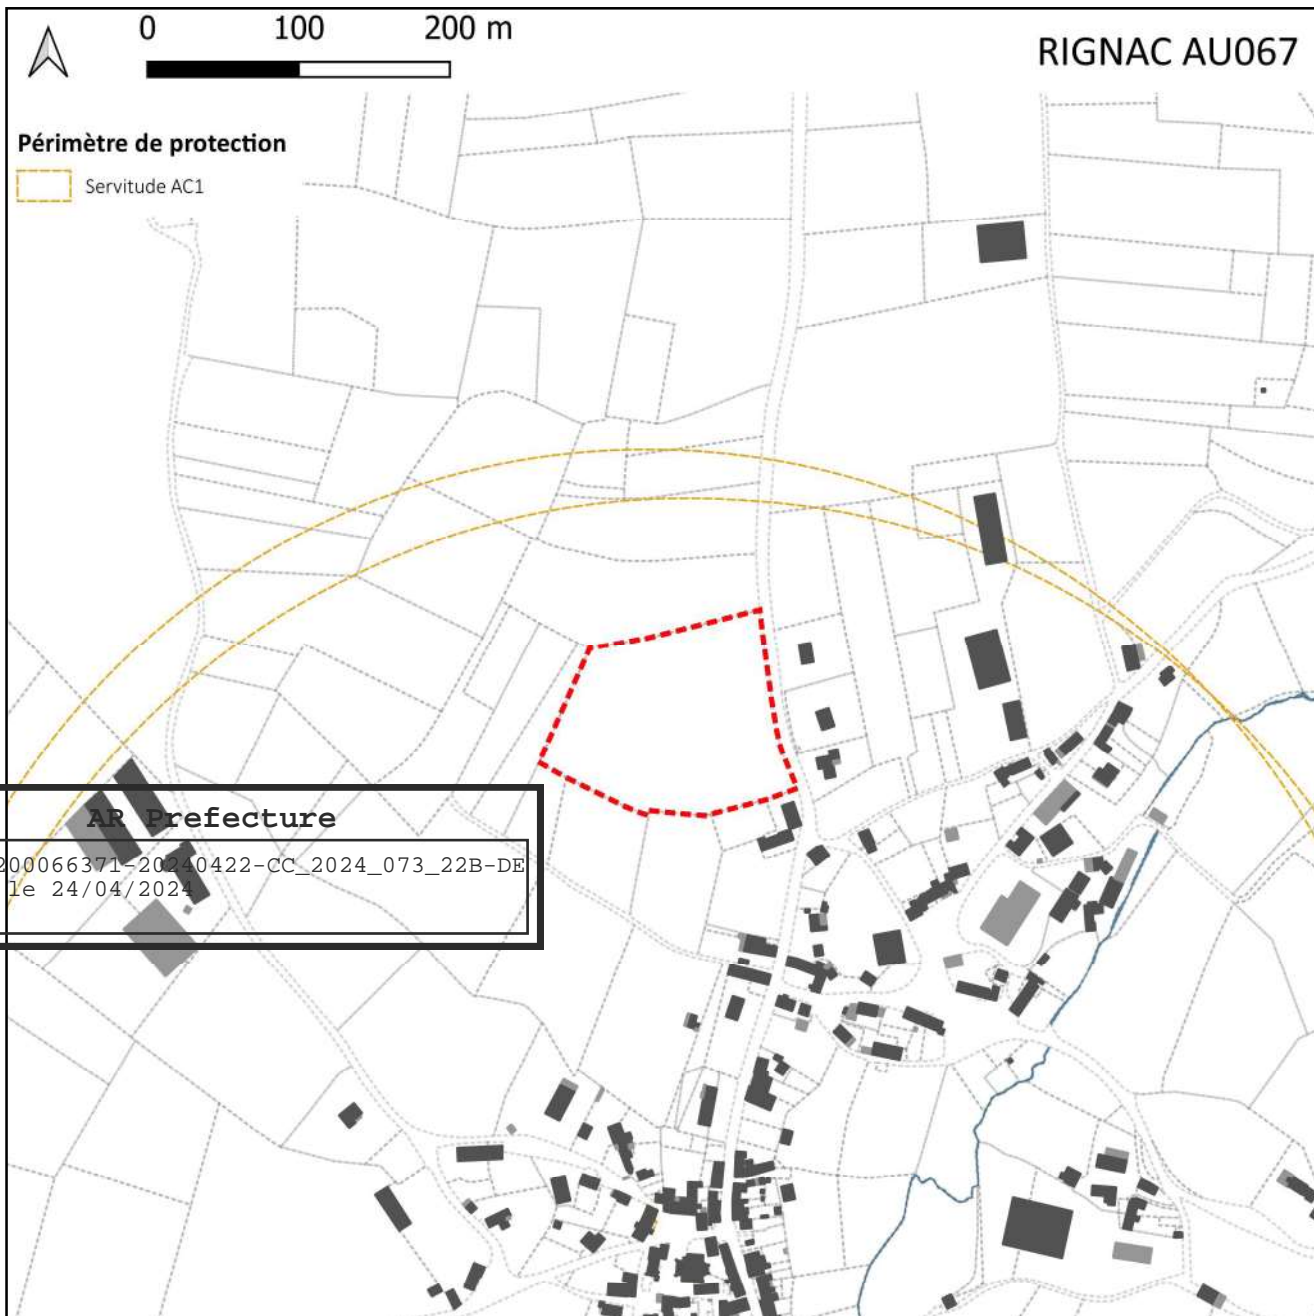 0 100 200 m
RIGNAC AU067
Périmètre de protection
Servitude AC1
AR Prefecture
200066371-20240422-CC_2024_073_22B-DE
le 24/04/2024